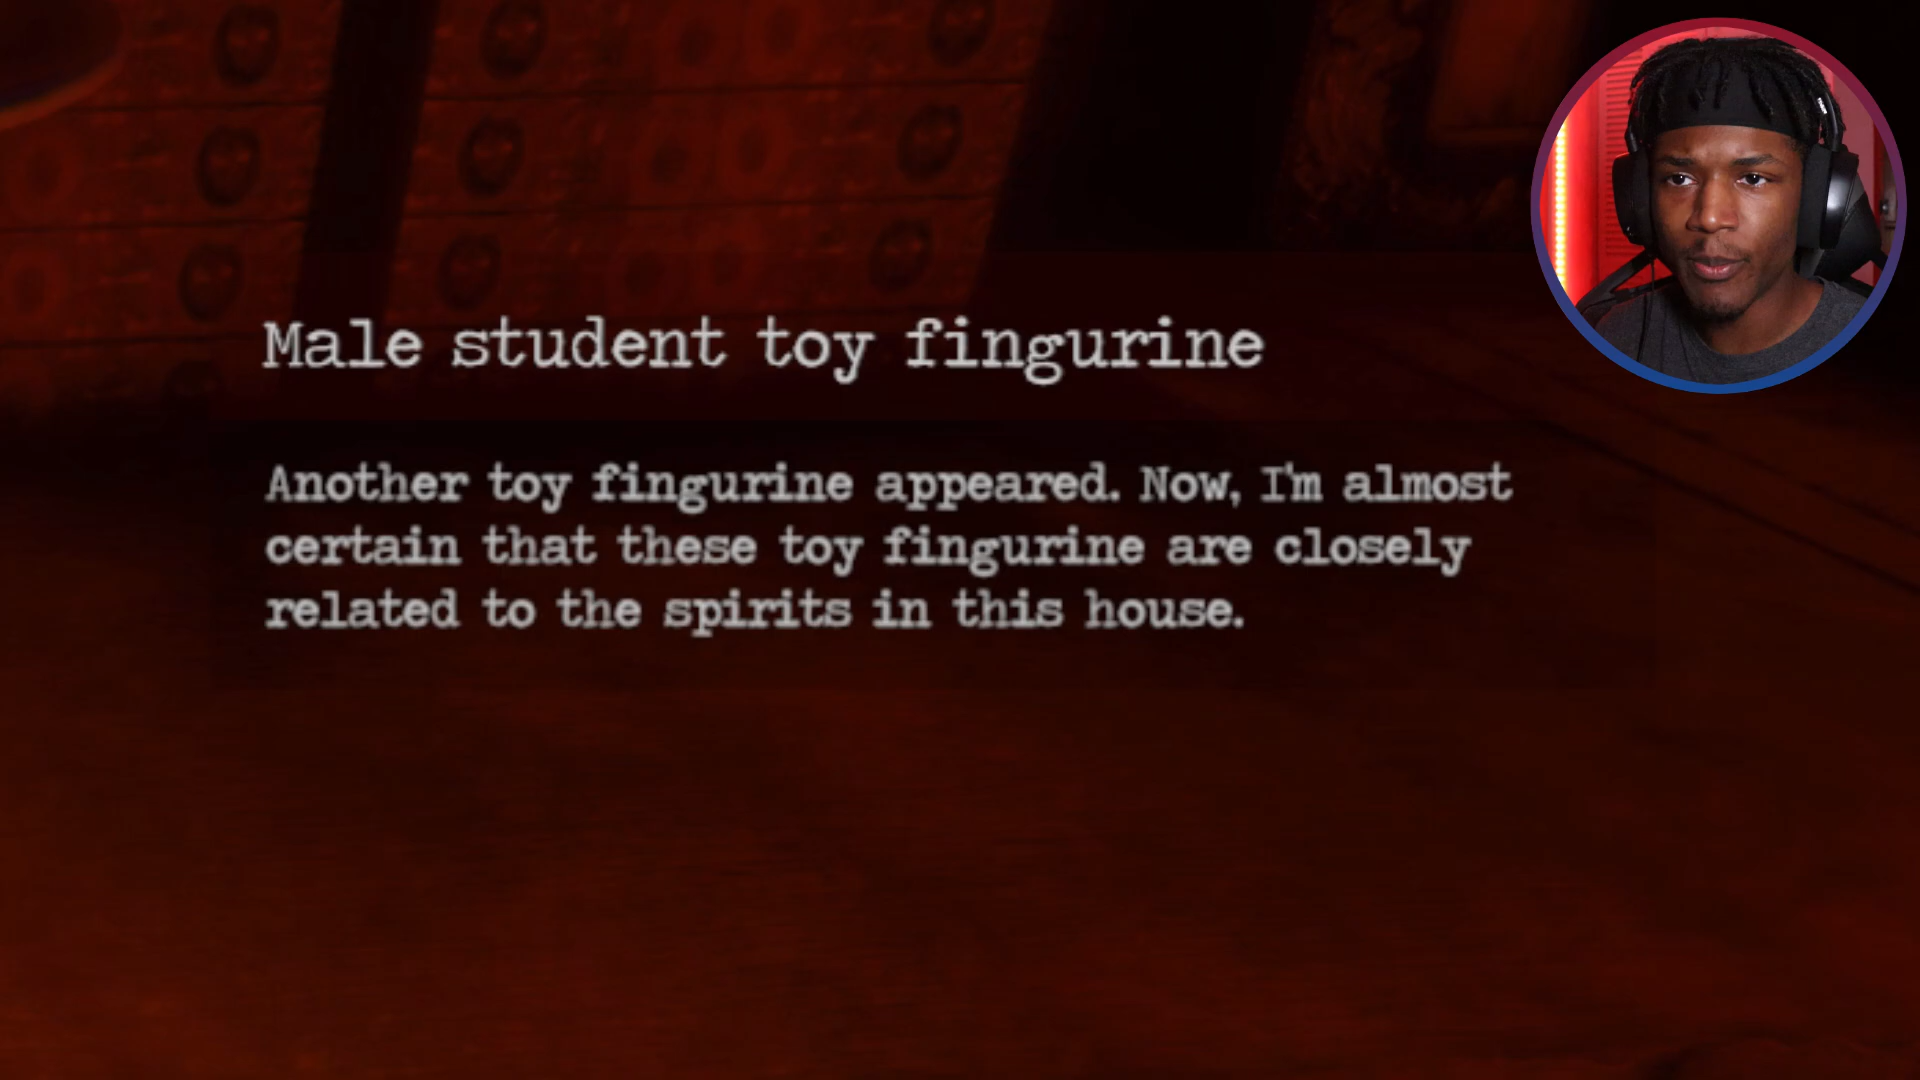 Male student toy fingurine
Another toy fingurine appeared. Now, I'm almost
certain that these toy fingurine are closely
related to the spirits in this house.